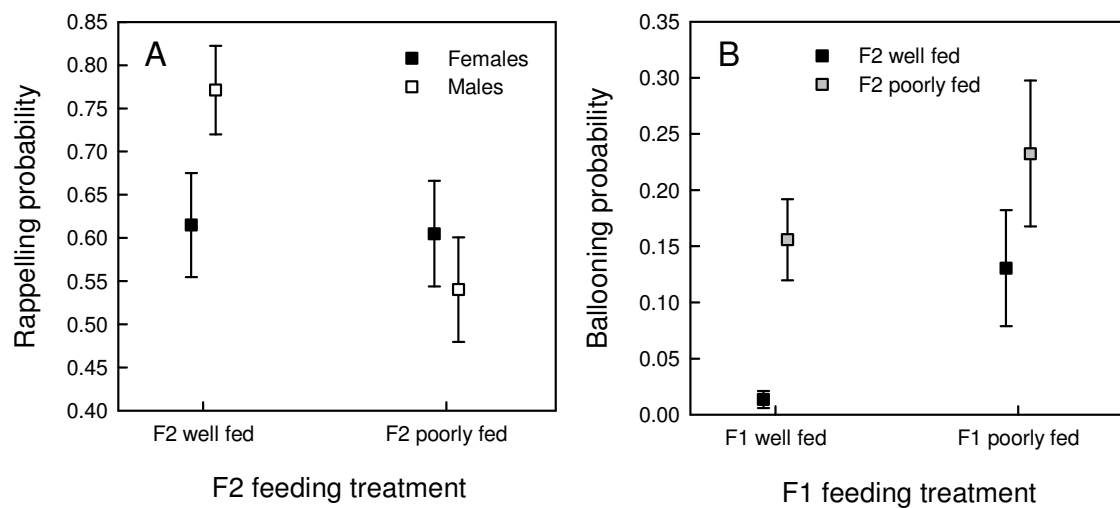 A
Females
Males
0.85
0.80
0.75
0.70
0.65
0.60
0.55
0.50
0.45
0.40
Rappelling probability
F2 well fed
F2 poorly fed
F2 feeding treatment
B
F2 well fed
F2 poorly fed
0.35
0.30
0.25
0.20
0.15
0.10
0.05
0.00
Ballooning probability
F1 well fed
F1 poorly fed
F1 feeding treatment